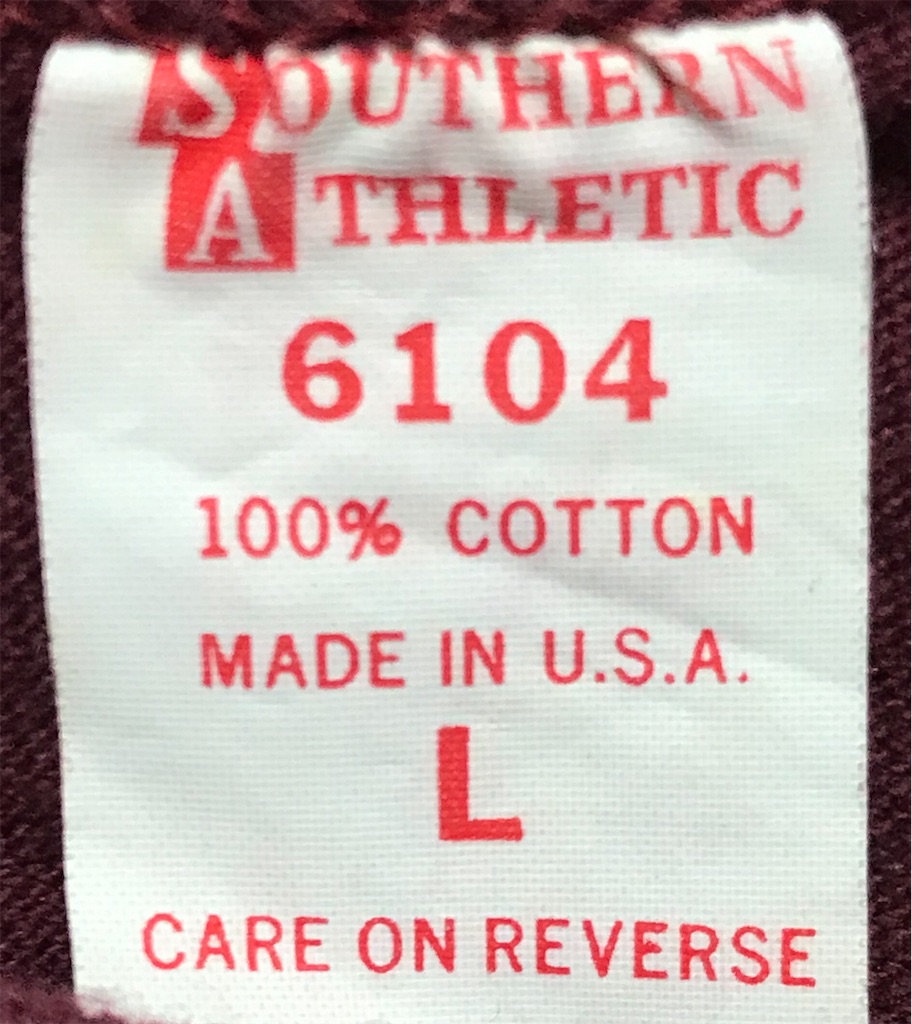 SOUTHERN
ATHLETIC
6104
100% COTTON
MADE IN U.S.A.
L
CARE ON REVERSE